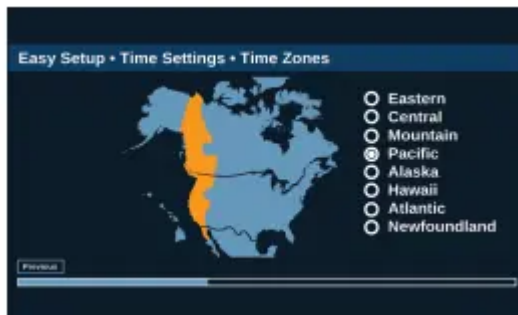 Easy Setup • Time Settings • Time Zones
Eastern
Central
Mountain
Pacific
Alaska
Hawaii
Atlantic
Newfoundland
Previous